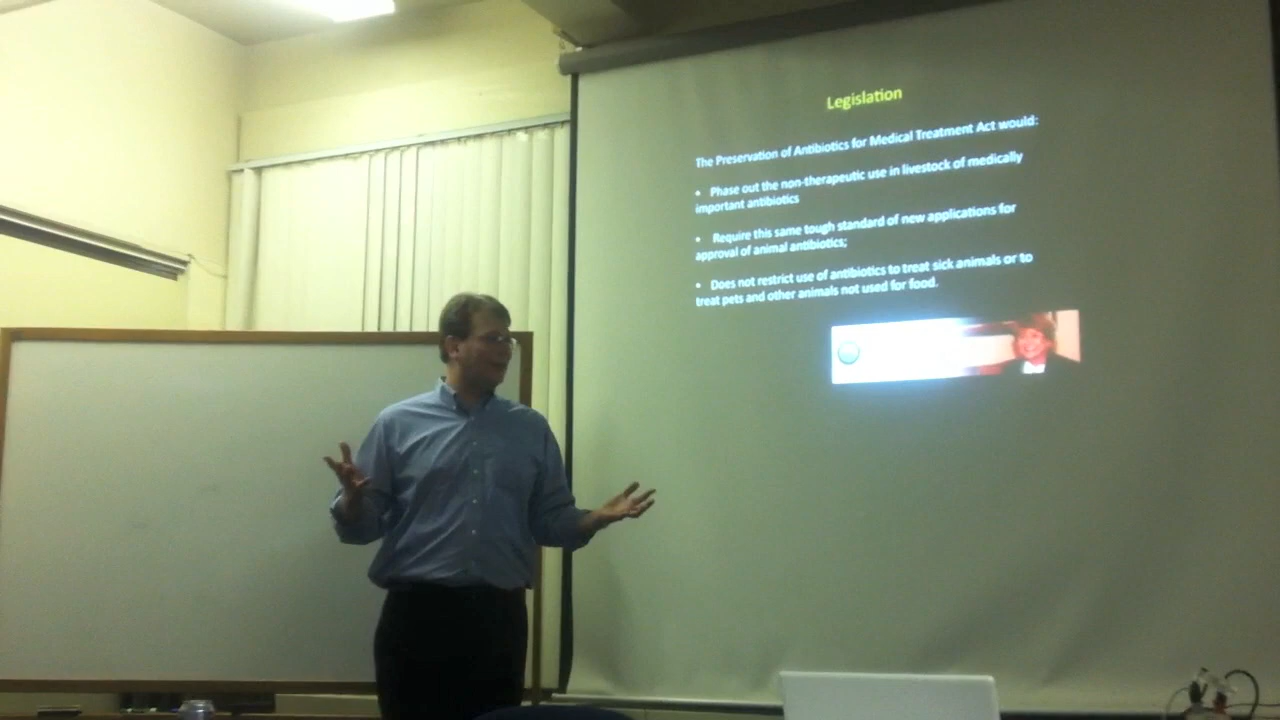 Legislation
The Preservation of Antibiotics for Medical Treatment Act would:
• Phase out the non-therapeutic use in livestock of medically
important antibiotics
• Require this same tough standard of new applications for
approval of animal antibiotics;
• Does not restrict use of antibiotics to treat sick animals or to
treat pets and other animals not used for food.